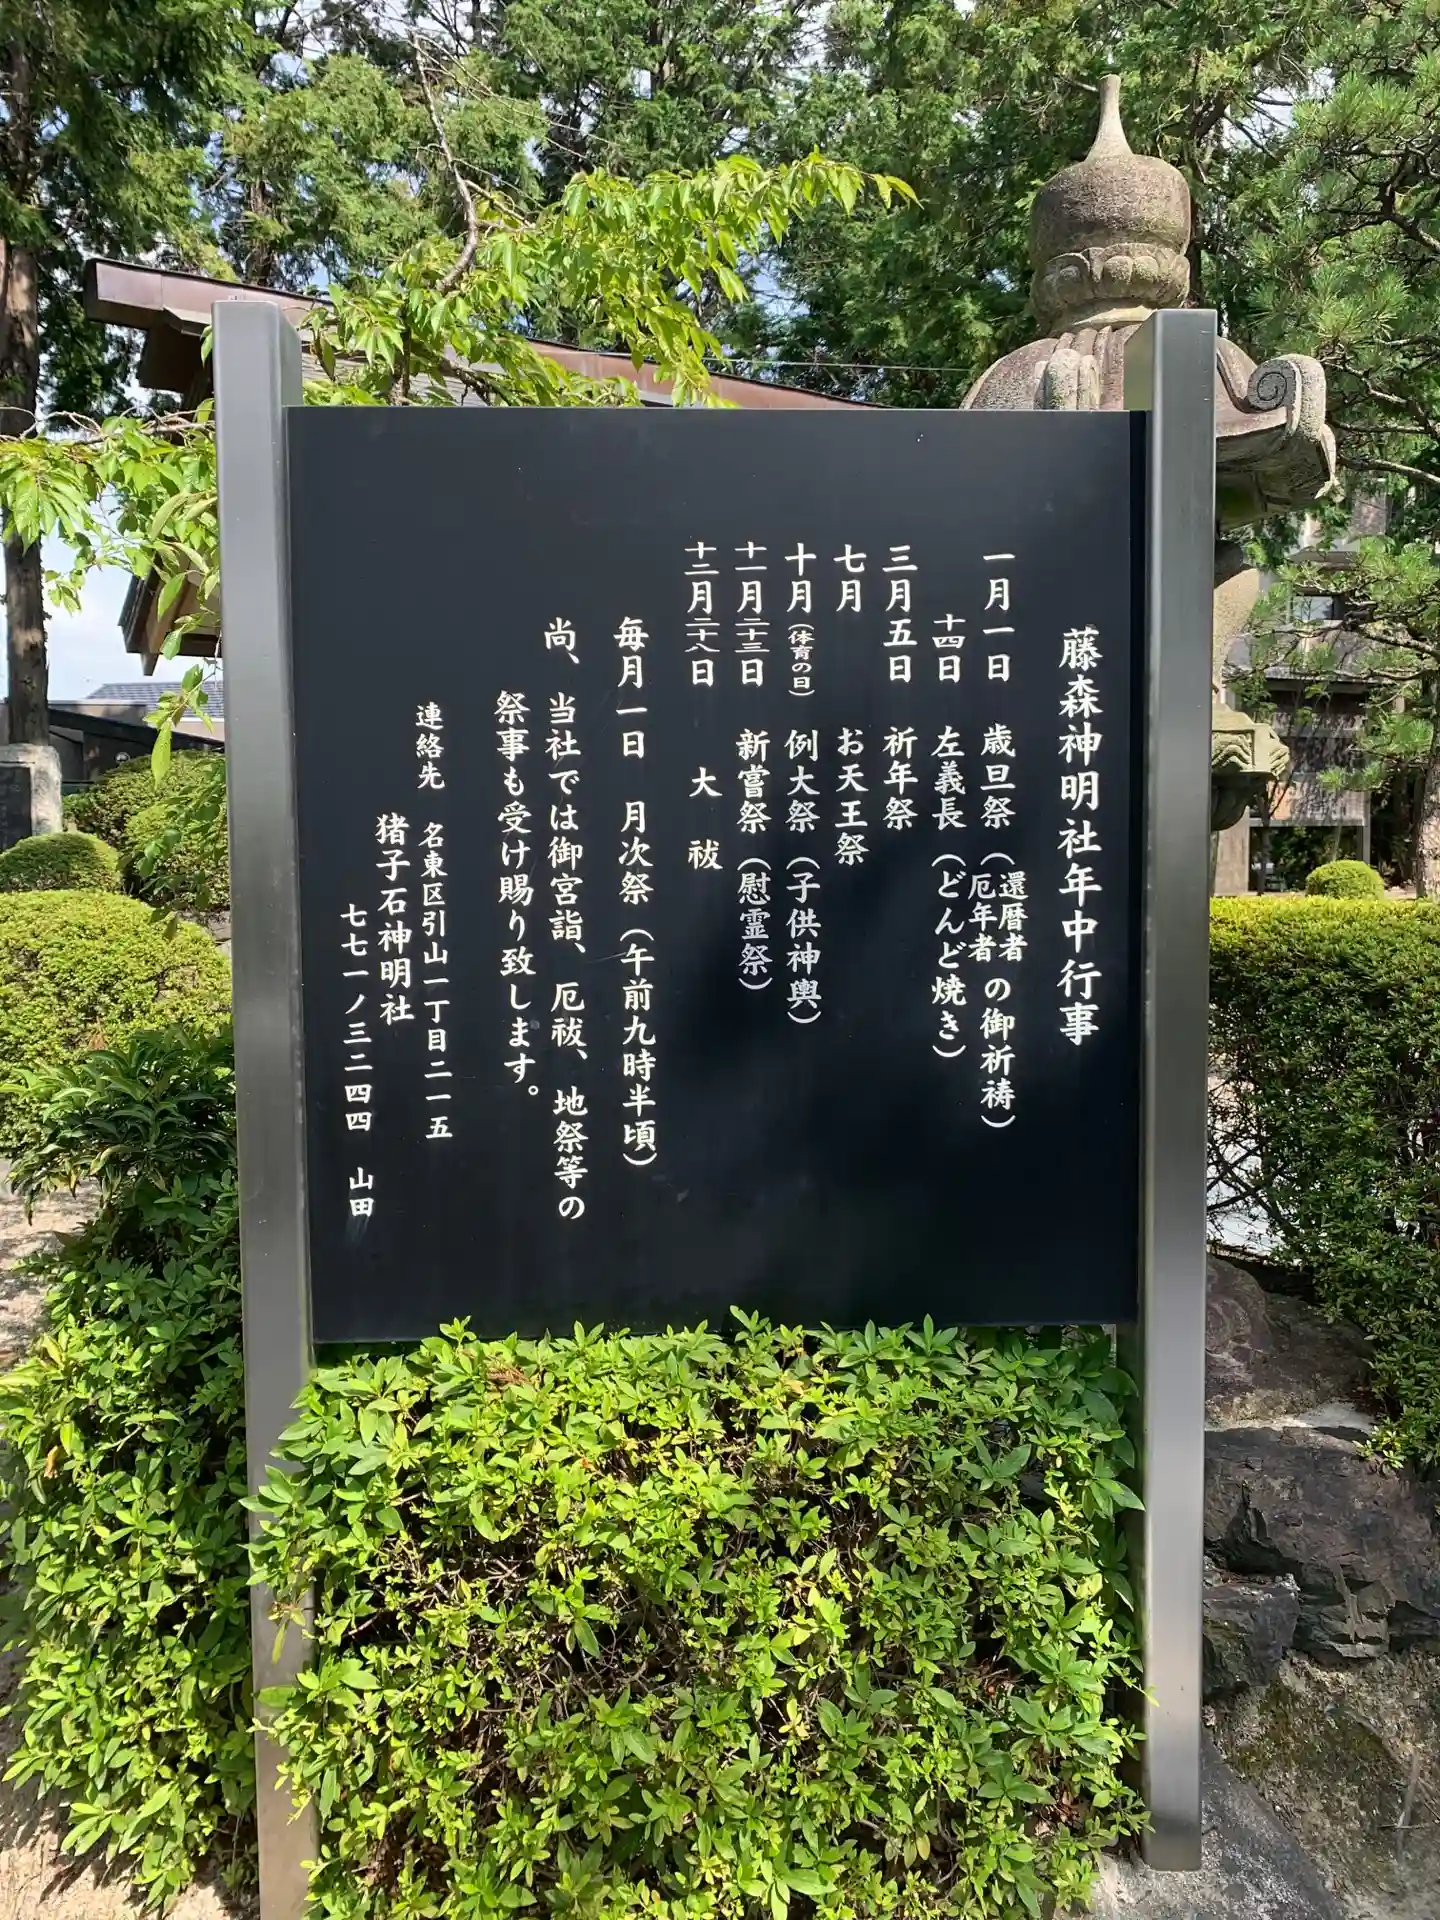 藤森神明社年中行事
一月一日 歳旦祭（還暦者厄年者の御祈祷）
十四日 左義長（どんど焼き）
三月五日 祈年祭
七月 お天王祭
十月（体育の日） 例大祭（子供神輿）
十一月二十三日 新嘗祭（慰霊祭）
十二月二十八日 大祓
毎月一日 月次祭（午前九時半頃）
尚、当社では御宮詣、厄祓、地祭等の
祭事も受け賜り致します。
連絡先 名東区引山一丁目二一五
猪子石神明社
七七一ノ三二四四 山田